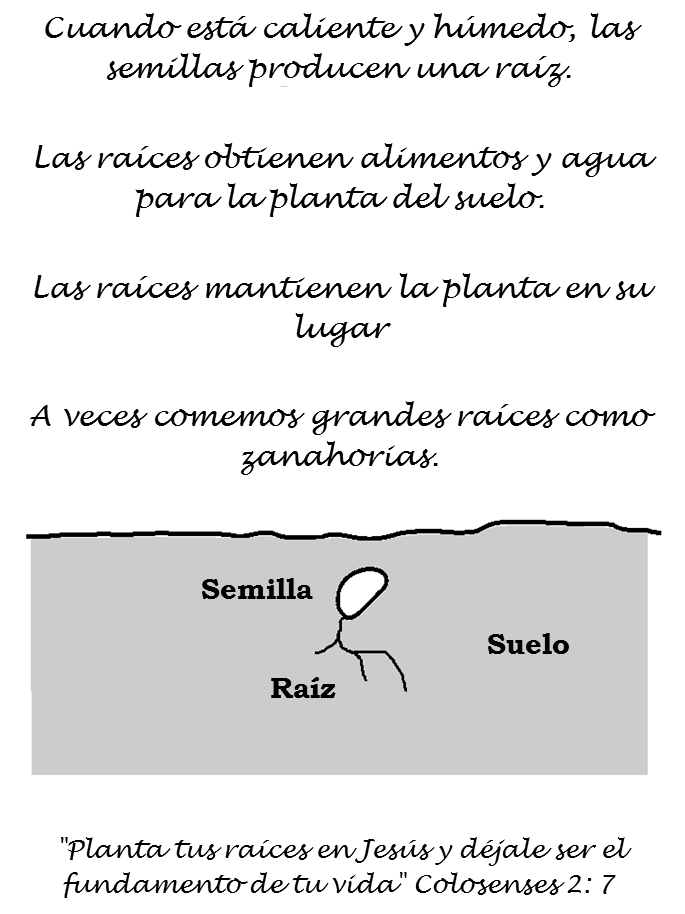 Cuando está caliente y húmedo, las
semillas producen una raíz.
Las raíces obtienen alimentos y agua
para la planta del suelo.
Las raíces mantienen la planta en su
lugar
A veces comemos grandes raíces como
zanahorias.
Semilla
Suelo
Raíz
"Planta tus raíces en Jesús y déjale ser el
fundamento de tu vida" Colosenses 2: 7